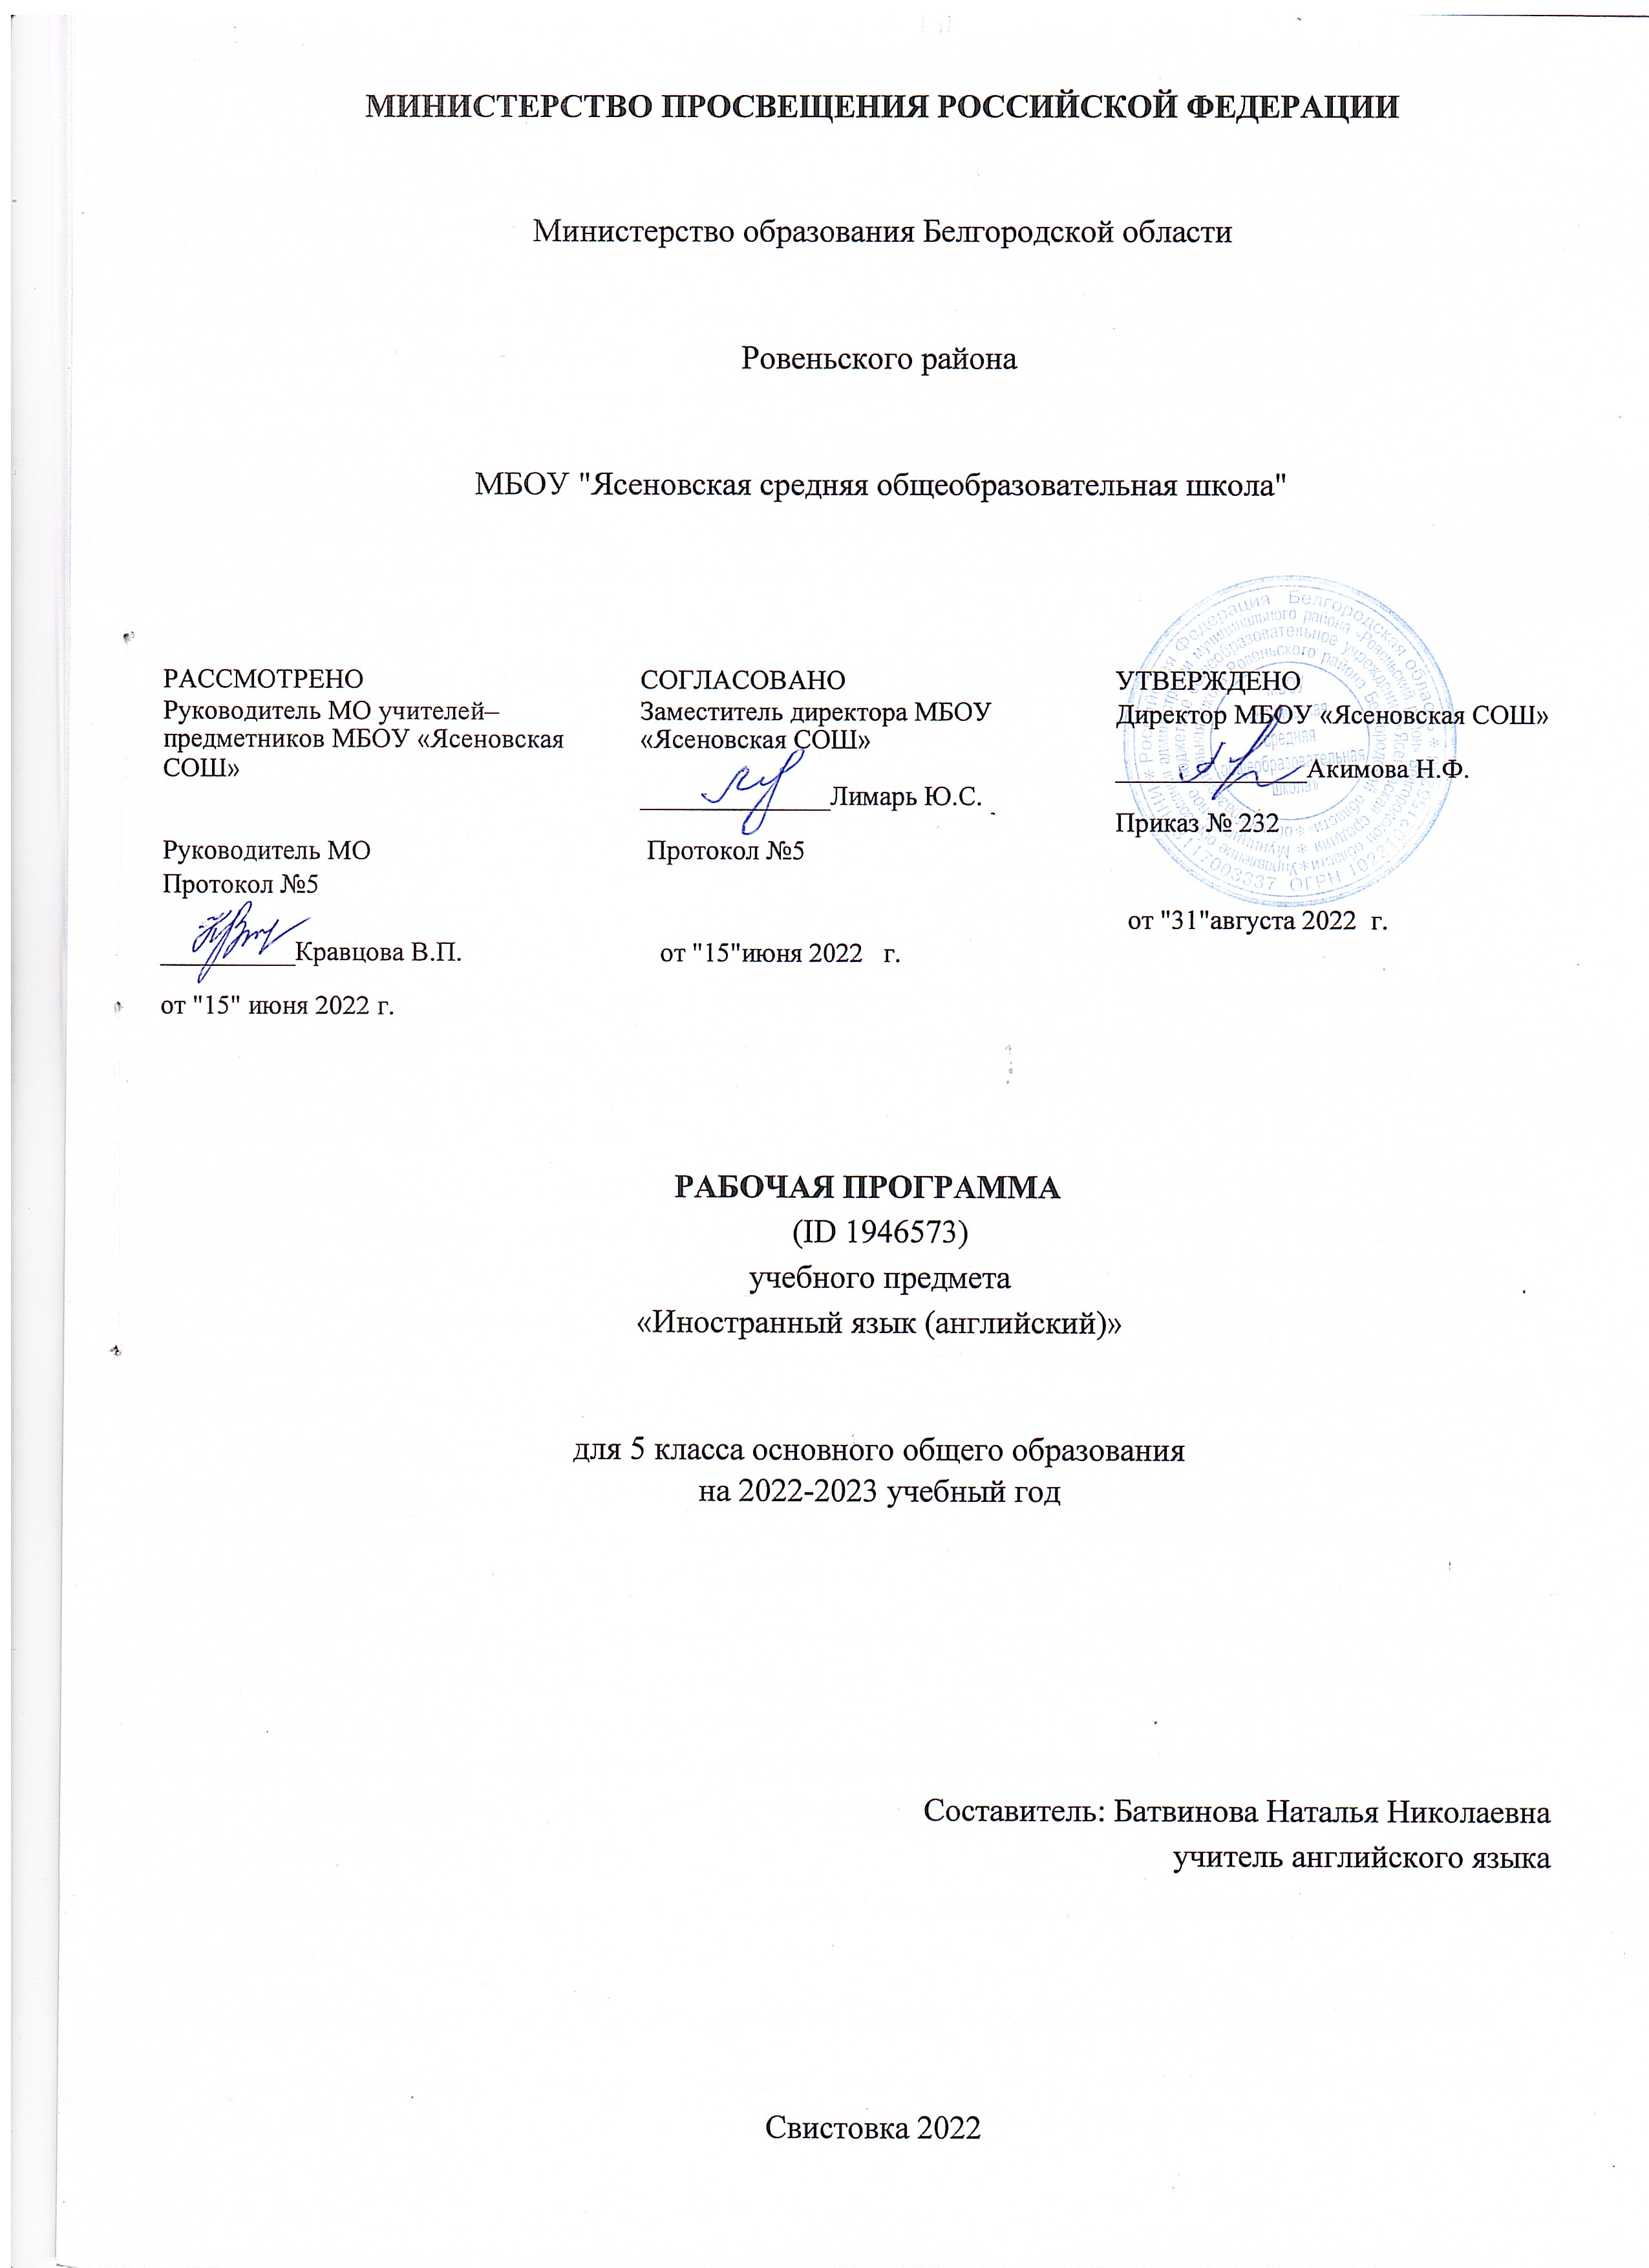 МИНИСТЕРСТВО ПРОСВЕЩЕНИЯ РОССИЙСКОЙ ФЕДЕРАЦИИ
Министерство образования Белгородской области
Ровеньского района
МБОУ "Ясеновская средняя общеобразовательная школа"
РАССМОТРЕНО
Руководитель МО учителей–
предметников МБОУ «Ясеновская
СОШ»
Руководитель МО
Протокол №5
___________Кравцова В.П.
от "15" июня 2022 г.
СОГЛАСОВАНО
Заместитель директора МБОУ
«Ясеновская СОШ»
______________Лимарь Ю.С.
Протокол №5
от "15"июня 2022 г.
УТВЕРЖДЕНО
Директор МБОУ «Ясеновская СОШ»
______________Акимова Н.Ф.
Приказ № 232
от "31"августа 2022 г.
РАБОЧАЯ ПРОГРАММА
(ID 1946573)
учебного предмета
«Иностранный язык (английский)»
для 5 класса основного общего образования
на 2022-2023 учебный год
Составитель: Батвинова Наталья Николаевна
учитель английского языка
Свистовка 2022